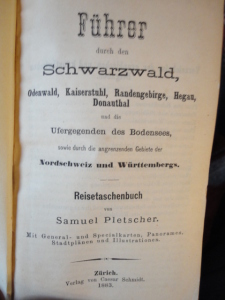 Führer
durch den
Schwarzwald,
Odenwald, Kaiserstuhl, Randengebirge, Hegau,
Donauthal
und die
Ufergegenden des Bodensees,
sowie durch die angrenzenden Gebiete der
Nordschweiz und Württembergs.
Reisetaschenbuch
von
Samuel Pletscher.
Mit General- und Specialkarten, Panoramen,
Stadtplänen und Illustrationen.
Zürich.
Verlag von Caesar Schmidt.